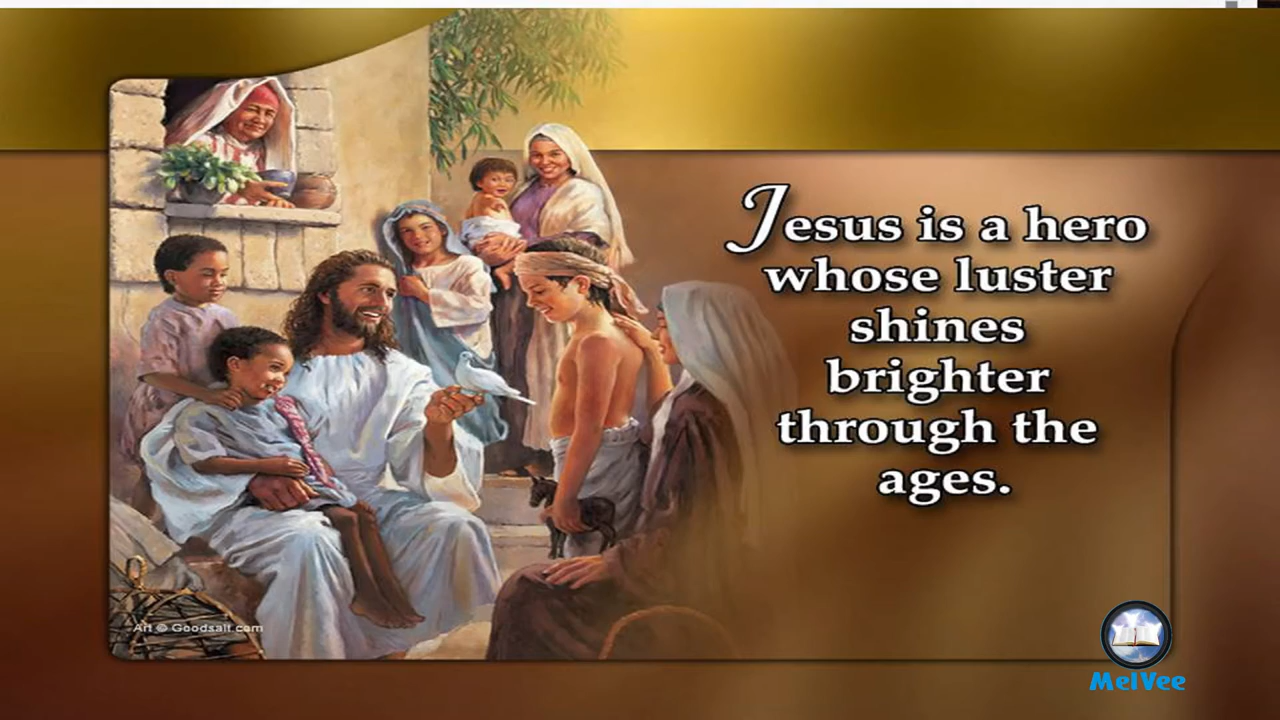 Jesus is a hero
whose luster
shines
brighter
through the
ages.
Art © Goodsalt.com
MelVee